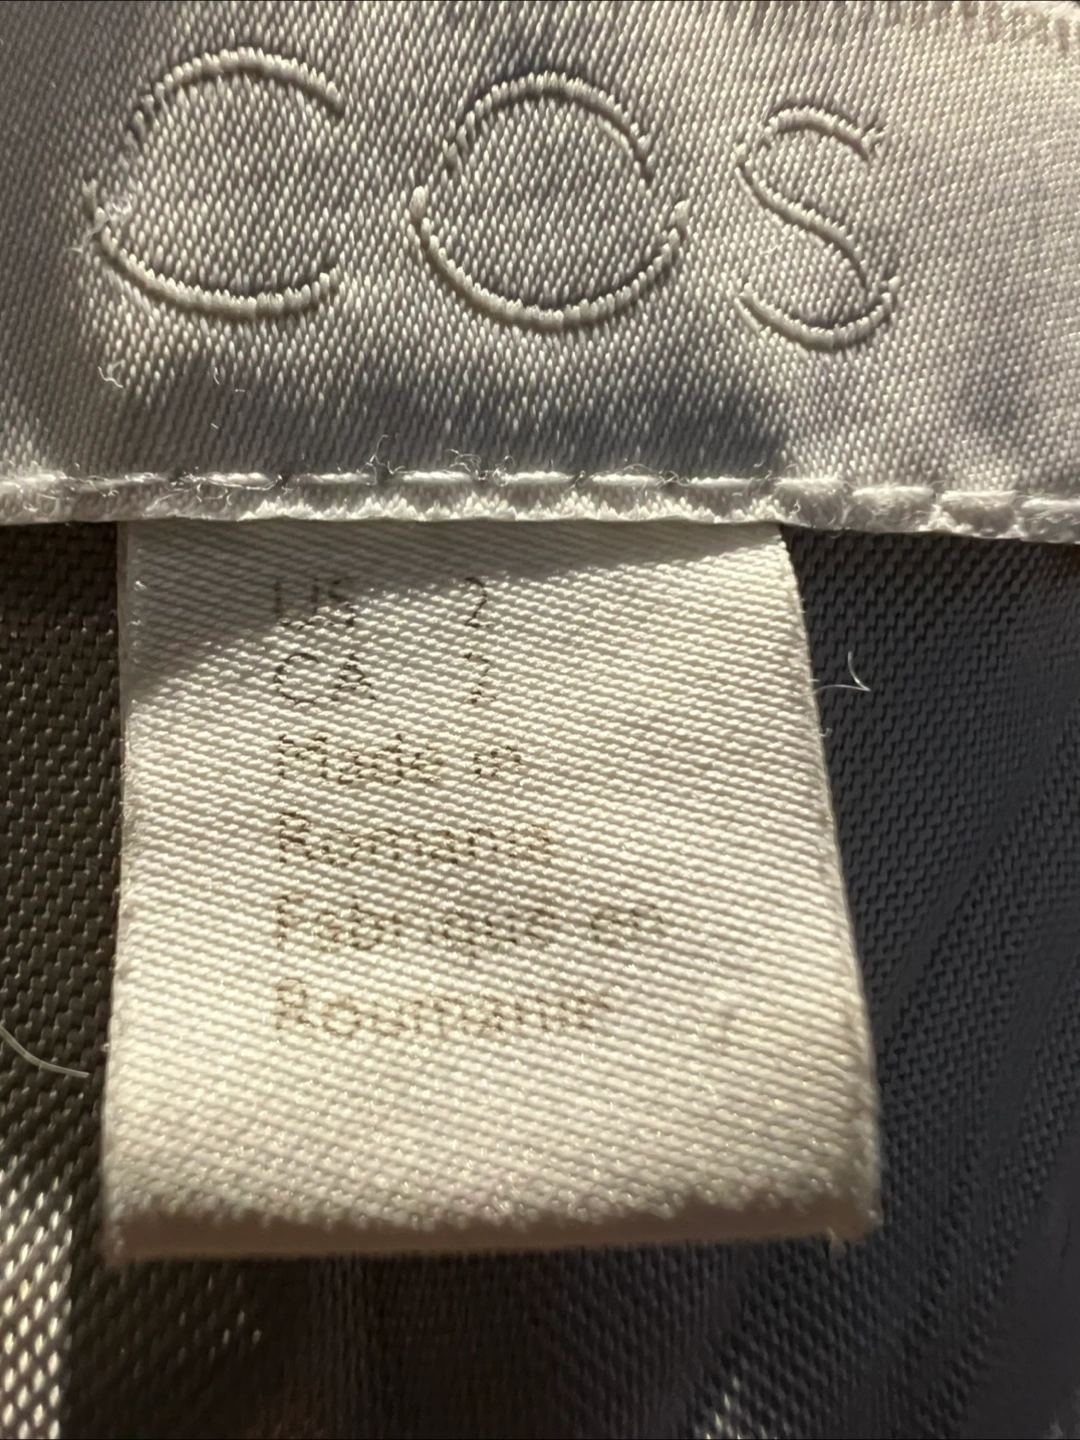 COS
US 2
CA 2
Made in
Romania
Fabriqué en
Roumanie